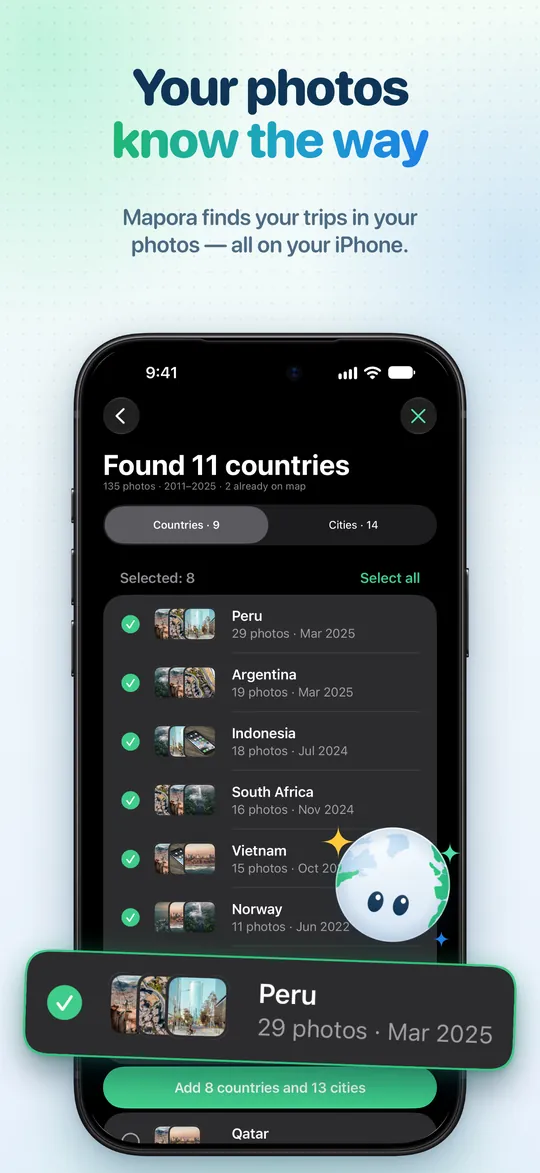 Your photos
know the way
Mapora finds your trips in your
photos — all on your iPhone.
9:41
Found 11 countries
135 photos · 2011–2025 · 2 already on map
Countries · 9
Cities · 14
Selected: 8
Select all
Peru
29 photos · Mar 2025
Argentina
19 photos · Mar 2025
Indonesia
18 photos · Jul 2024
South Africa
16 photos · Nov 2024
Vietnam
15 photos · Oct 20
Norway
11 photos · Jun 2022
Peru
29 photos · Mar 2025
Add 8 countries and 13 cities
Qatar